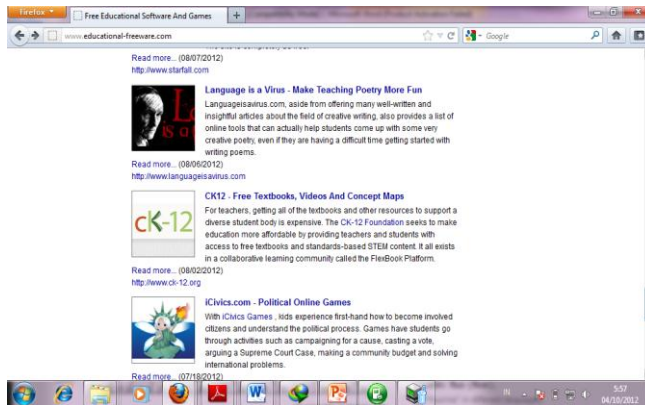 Firefox
Free Educational Software And Games
+
www.educational-freeware.com
Google
Read more... (08/07/2012)
http://www.starfall.com
Language is a Virus - Make Teaching Poetry More Fun
Languageisavirus.com, aside from offering many well-written and
insightful articles about the field of creative writing, also provides a list of
online tools that can actually help students come up with some very
creative poetry, even if they are having a difficult time getting started with
writing poems.
Read more... (08/06/2012)
http://www.languageisavirus.com
CK12 - Free Textbooks, Videos And Concept Maps
For teachers, getting all of the textbooks and other resources to support a
diverse student body is expensive. The CK-12 Foundation seeks to make
education more affordable by providing teachers and students with
access to free textbooks and standards-based STEM content. It all exists
in a collaborative learning community called the FlexBook Platform.
cK-12
Read more... (08/02/2012)
http://www.ck-12.org
iCivics.com - Political Online Games
With iCivics Games , kids experience first-hand how to become involved
citizens and understand the political process. Games have students go
through activities such as campaigning for a cause, casting a vote,
arguing a Supreme Court Case, making a community budget and solving
international problems.
Read more... (07/18/2012)
IN
5:57
04/10/2012